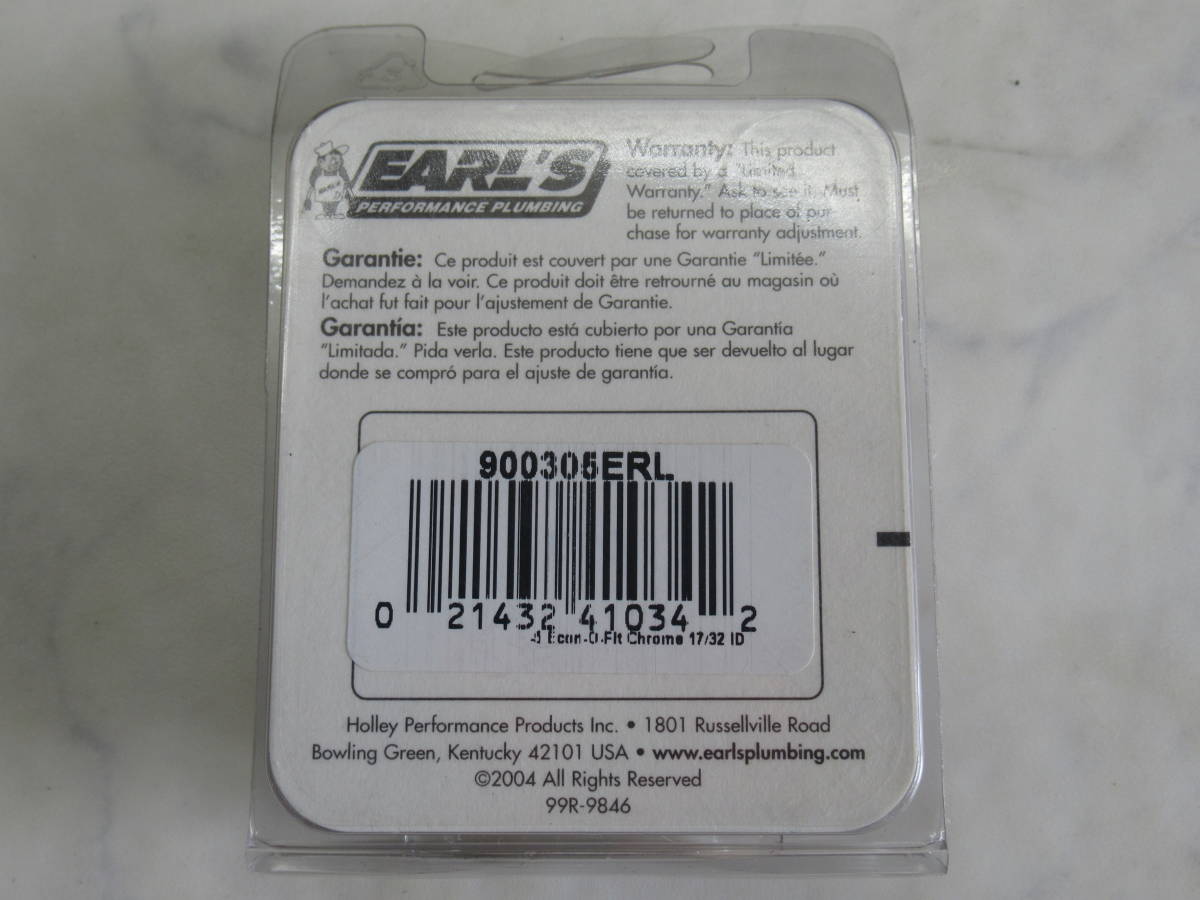 EARL'S
PERFORMANCE PLUMBING
Warranty: This product
covered by a "Limited
Warranty." Ask to see it. Must
be returned to place of pur
chase for warranty adjustment.
Garantie: Ce produit est couvert par une Garantie "Limitée."
Demandez à la voir. Ce produit doit être retrourné au magasin où
l'achat fut fait pour l'ajustement de Garantie.
Garantía: Este producto está cubierto por una Garantía
"Limitada." Pida verla. Este producto tiene que ser devuelto al lugar
donde se compró para el ajuste de garantía.
900305ERL
0 21432 41034 2
Econ-O-Fit Chrome 17/32 ID
Holley Performance Products Inc. • 1801 Russellville Road
Bowling Green, Kentucky 42101 USA • www.earlsplumbing.com
©2004 All Rights Reserved
99R-9846